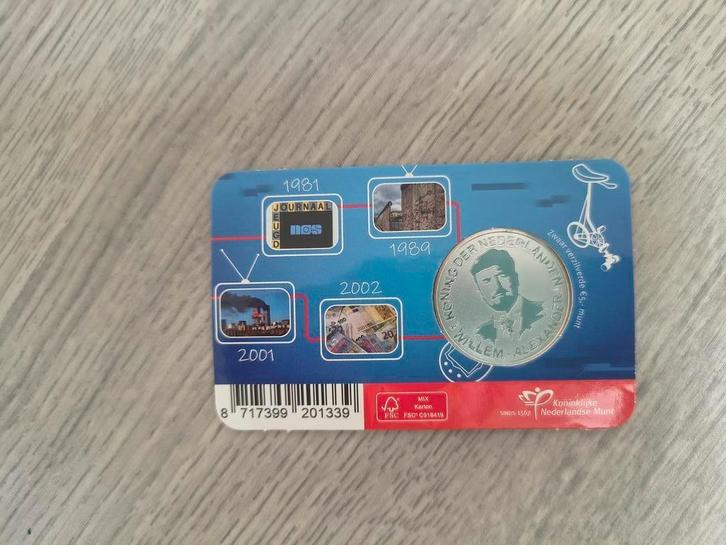 1981
JOURNAAL
JEUGD
nos
1989
2001
2002
KONING DER NEDERLANDEN
WILLEM-ALEXANDER
Zwaar verzilverde €5,- munt
8 717399 201339
FSC
MIX
Karton
FSC® C018419
SINDS 1567
Koninklijke
Nederlandse Munt